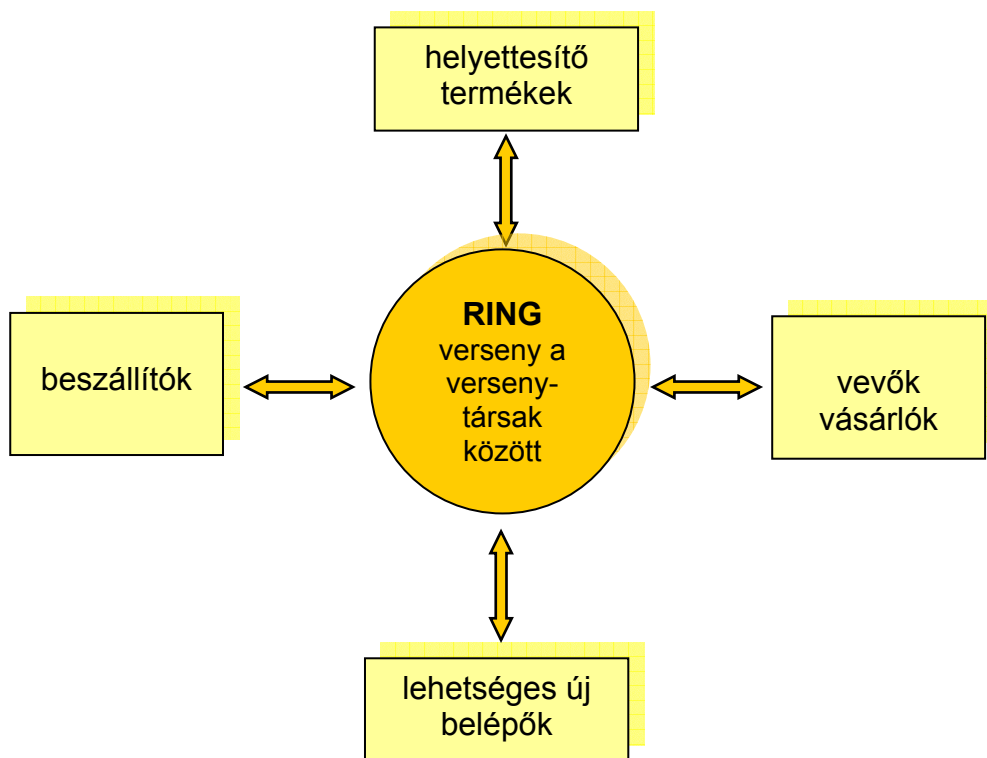 helyettesítő
termékek
RING
verseny a
verseny-
társak
között
beszállítók
vevők
vásárlók
lehetséges új
belépők